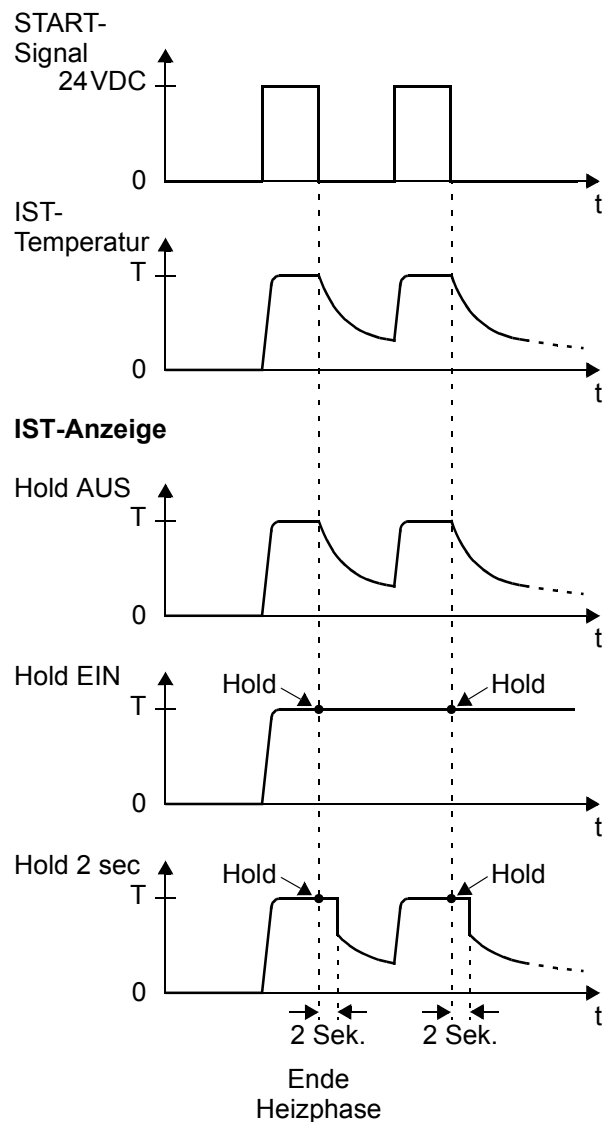 START-
Signal
24VDC
0
t
IST-
Temperatur
T
0
t
IST-Anzeige
Hold AUS
T
0
t
Hold EIN
T
Hold
Hold
0
t
Hold 2 sec
T
Hold
Hold
0
t
2 Sek.
2 Sek.
Ende
Heizphase